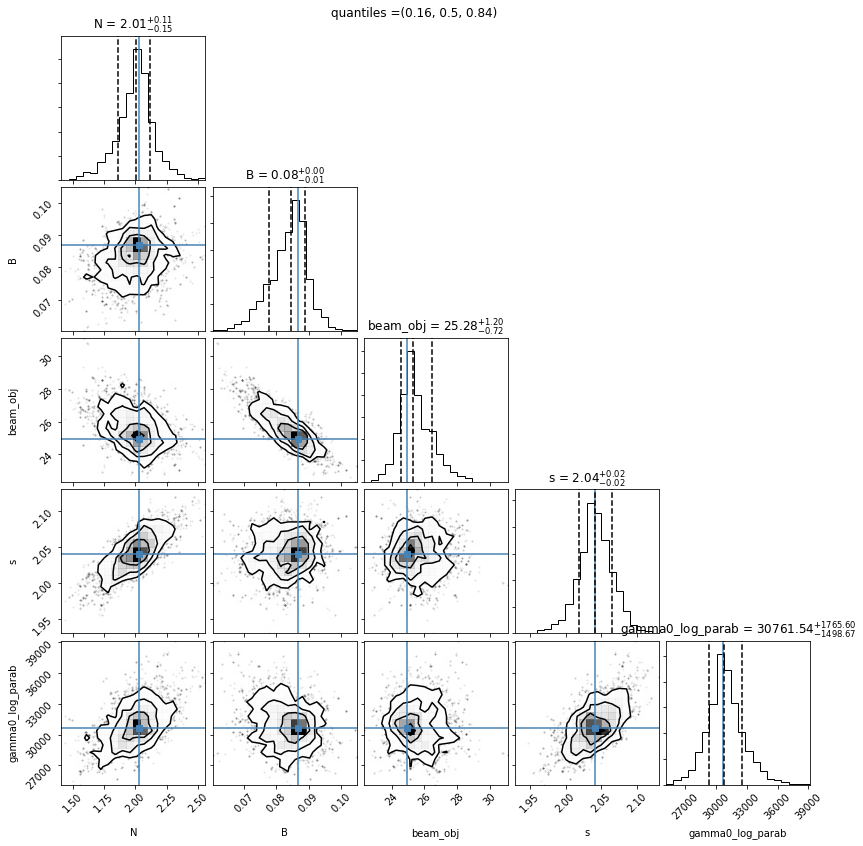 quantiles =(0.16, 0.5, 0.84)
N = 2.01+0.11
−0.15
B = 0.08+0.00
−0.01
0.10
0.09
0.08
0.07
B
beam_obj = 25.28+1.20
−0.72
30
28
26
24
beam_obj
s = 2.04+0.02
−0.02
2.10
2.05
2.00
1.95
s
gamma0_log_parab = 30761.54+1765.60
−1498.67
39000
36000
33000
30000
27000
gamma0_log_parab
1.50 1.75 2.00 2.25 2.50 0.07 0.08 0.09 0.10 24 26 28 30 1.95 2.00 2.05 2.10 27000 30000 33000 36000 39000
N B beam_obj s gamma0_log_parab